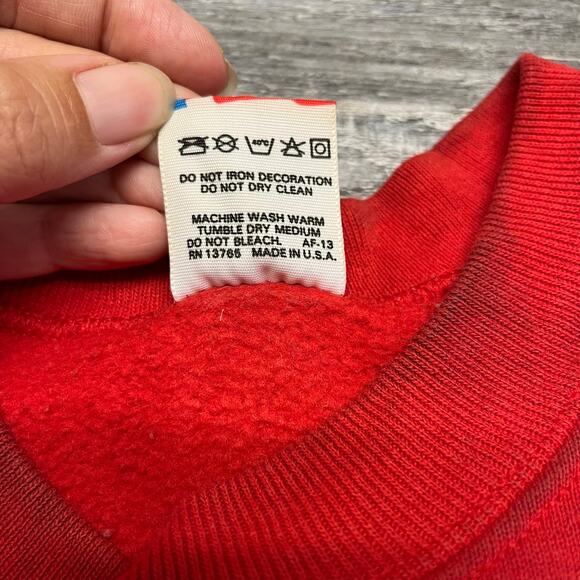 40°C
DO NOT IRON DECORATION
DO NOT DRY CLEAN
MACHINE WASH WARM
TUMBLE DRY MEDIUM
DO NOT BLEACH. AF-13
RN 13765 MADE IN U.S.A.